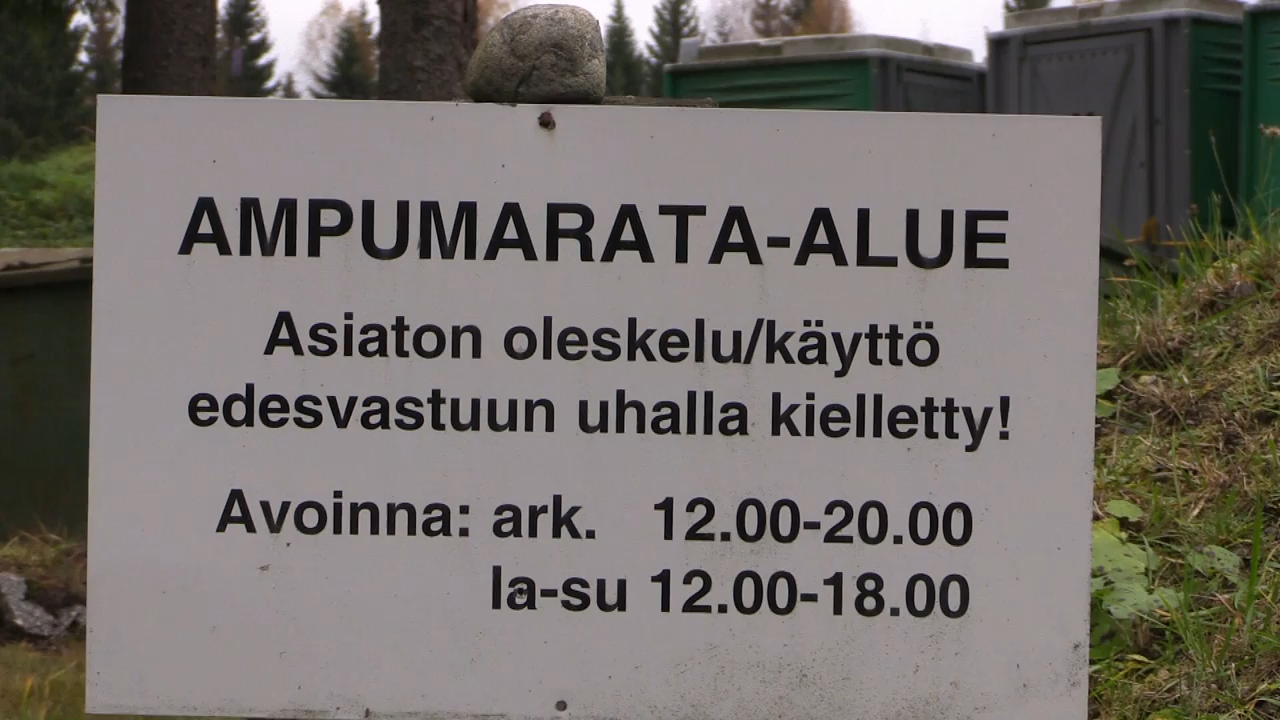 AMPUMARATA-ALUE
Asiaton oleskelu/käyttö
edesvastuun uhalla kielletty!
Avoinna: ark. 12.00-20.00
la-su 12.00-18.00